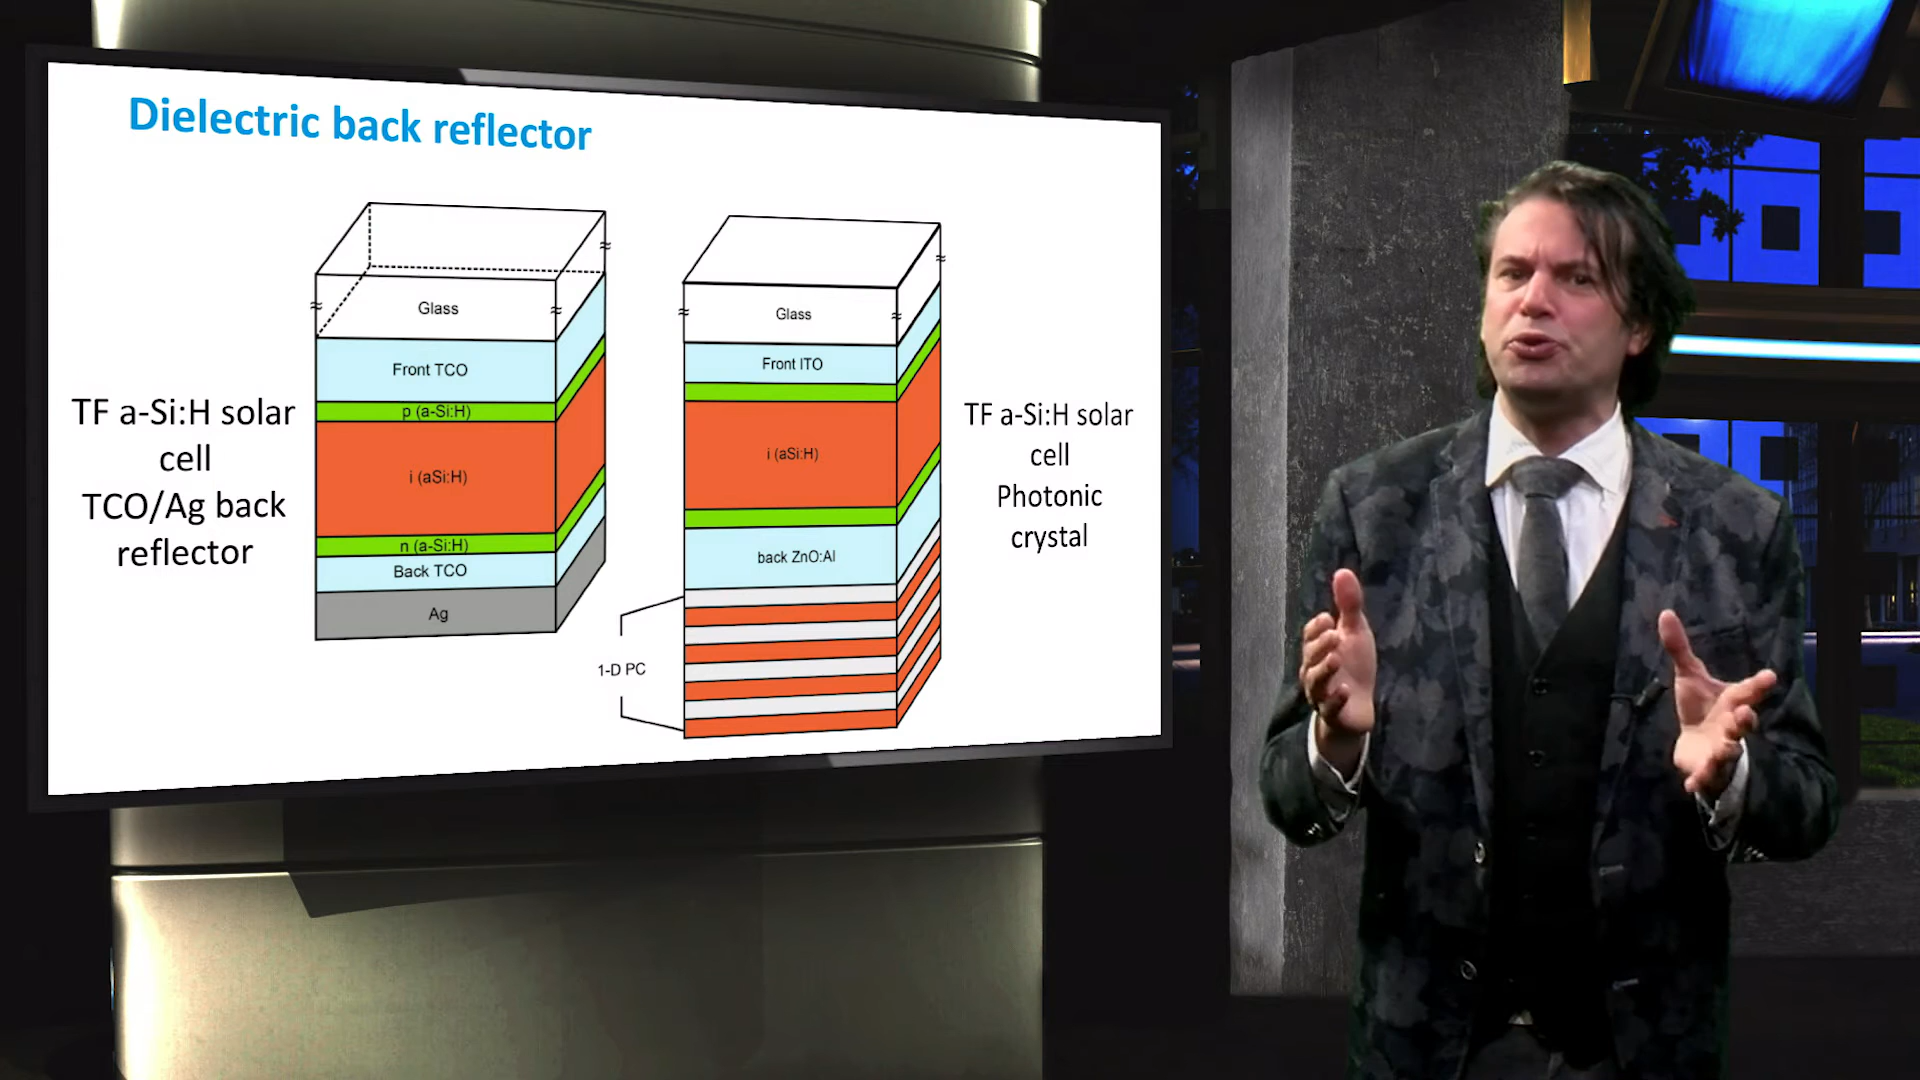 Dielectric back reflector
TF a-Si:H solar
cell
TCO/Ag back
reflector
Glass
Front TCO
p (a-Si:H)
i (aSi:H)
n (a-Si:H)
Back TCO
Ag
Glass
Front ITO
i (aSi:H)
back ZnO:Al
1-D PC
TF a-Si:H solar
cell
Photonic
crystal